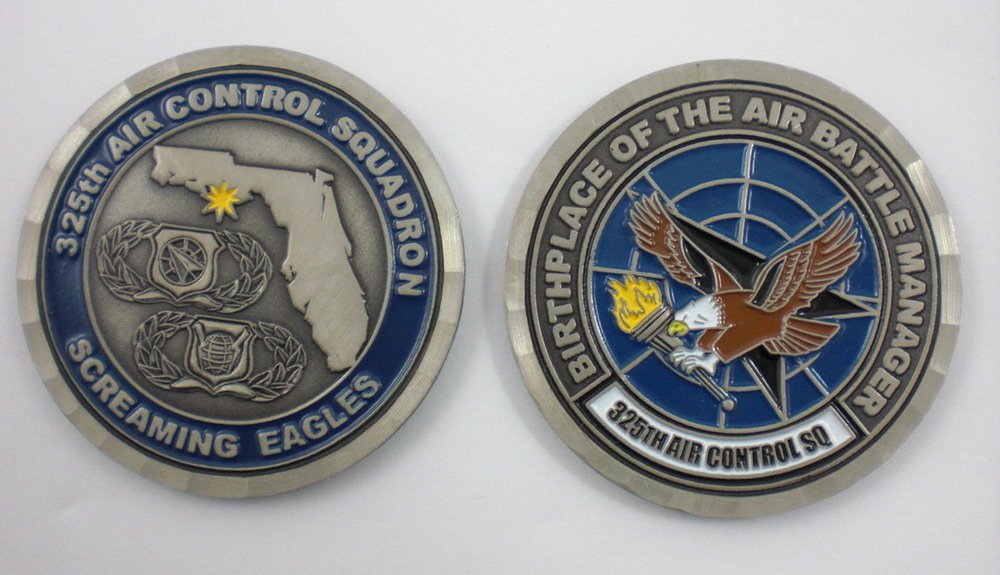 325th AIR CONTROL SQUADRON
SCREAMING EAGLES
BIRTHPLACE OF THE AIR BATTLE MANAGER
325TH AIR CONTROL SQ